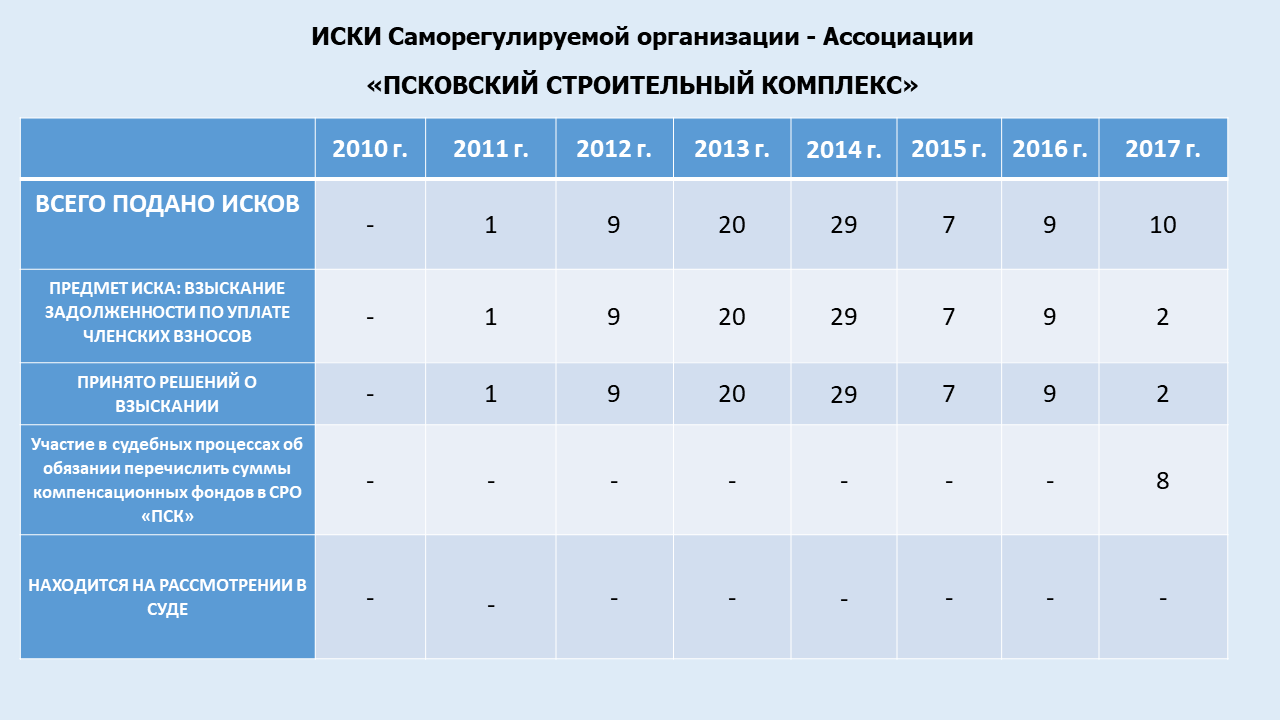 ИСКИ Саморегулируемой организации - Ассоциации
«ПСКОВСКИЙ СТРОИТЕЛЬНЫЙ КОМПЛЕКС»
2010 г. 2011 г. 2012 г. 2013 г. 2014 г. 2015 г. 2016 г. 2017 г.
ВСЕГО ПОДАНО ИСКОВ
- 1 9 20 29 7 9 10
ПРЕДМЕТ ИСКА: ВЗЫСКАНИЕ
ЗАДОЛЖЕННОСТИ ПО УПЛАТЕ
ЧЛЕНСКИХ ВЗНОСОВ
- 1 9 20 29 7 9 2
ПРИНЯТО РЕШЕНИЙ О
ВЗЫСКАНИИ
- 1 9 20 29 7 9 2
Участие в судебных процессах об
обязании перечислить суммы
компенсационных фондов в СРО
«ПСК»
- - - - - - - 8
НАХОДИТСЯ НА РАССМОТРЕНИИ В
СУДЕ
- - - - - - - -